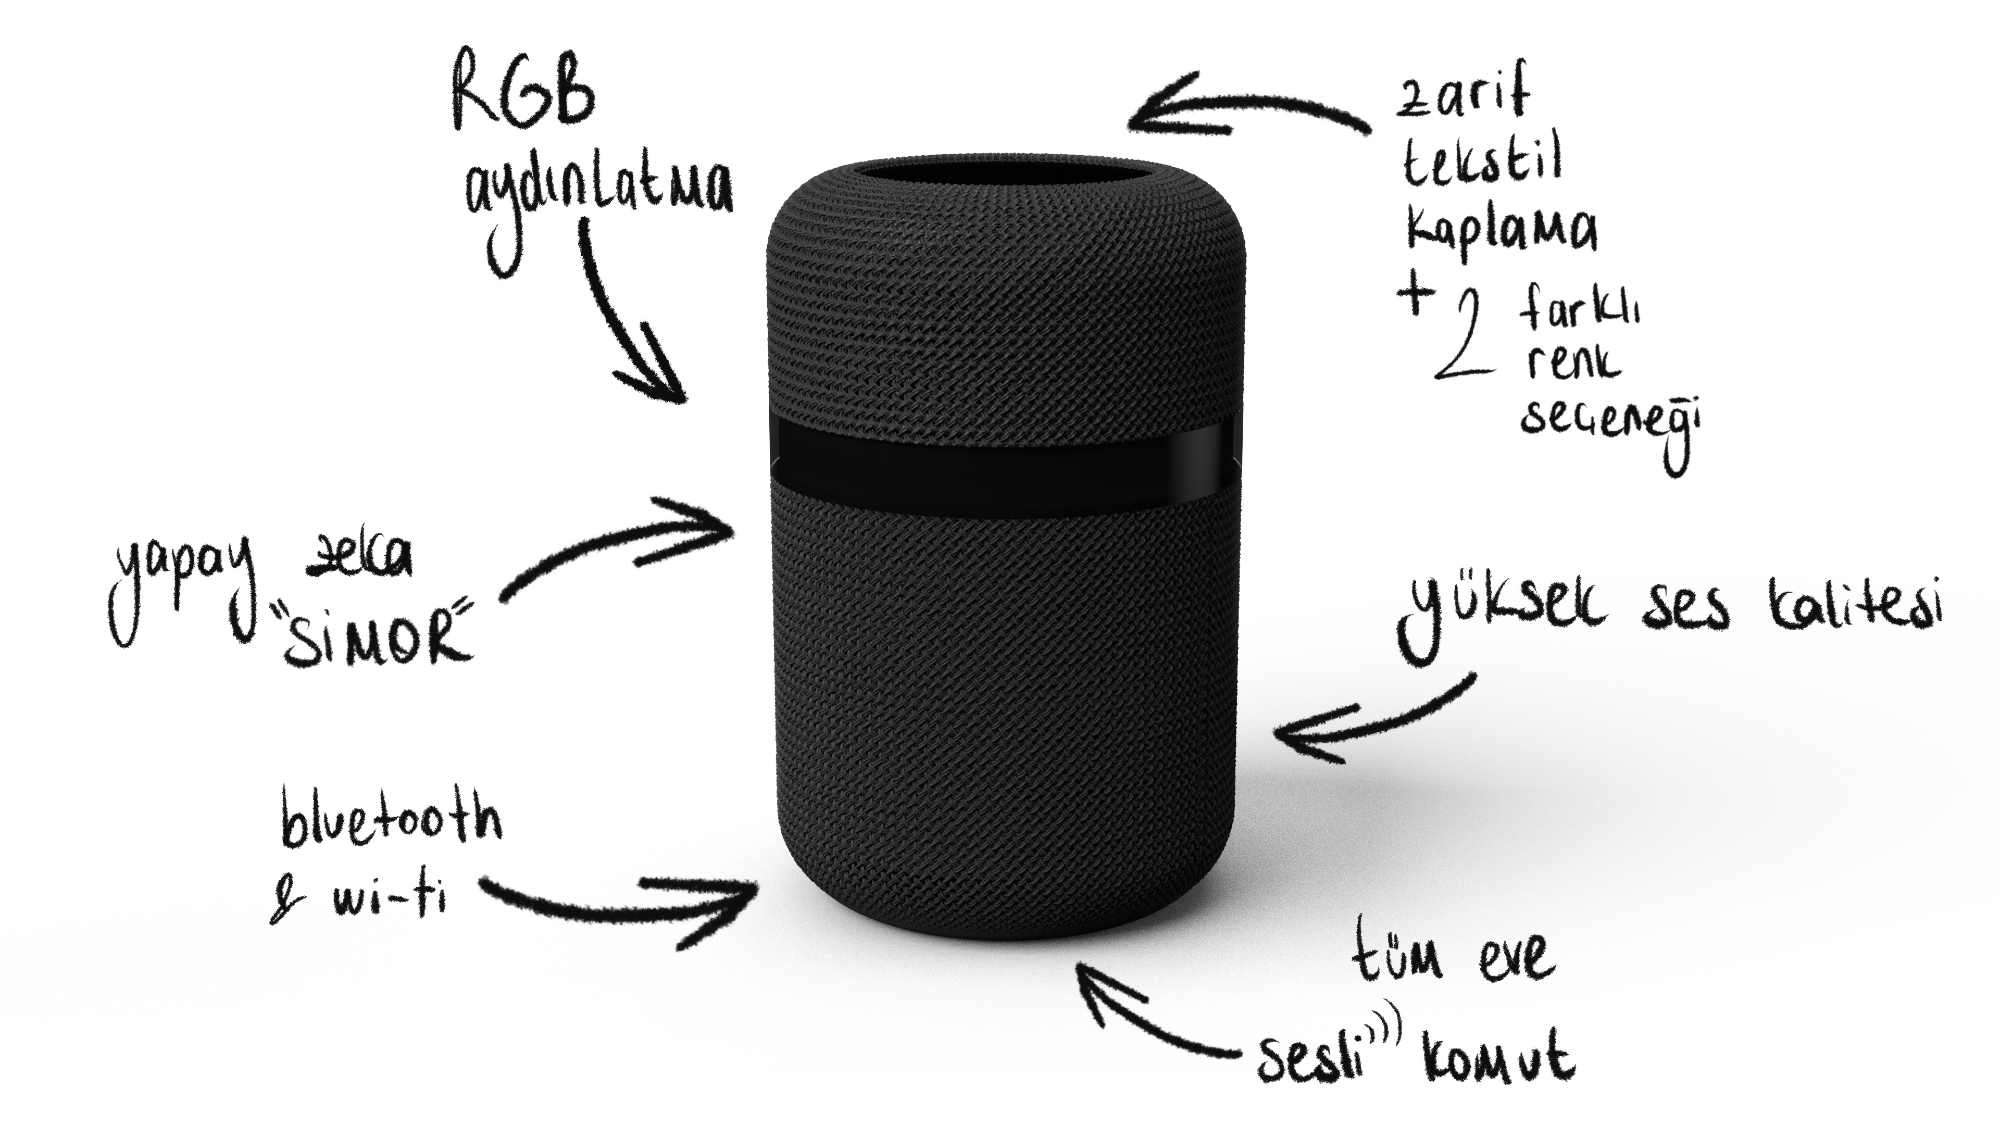 RGB
aydınlatma
zarif
tekstil
kaplama
+ 2 farklı
renk
seçeneği
yapay zeka
"SiMOR"
yüksek ses kalitesi
bluetooth
& wi-fi
tüm eve
sesli komut